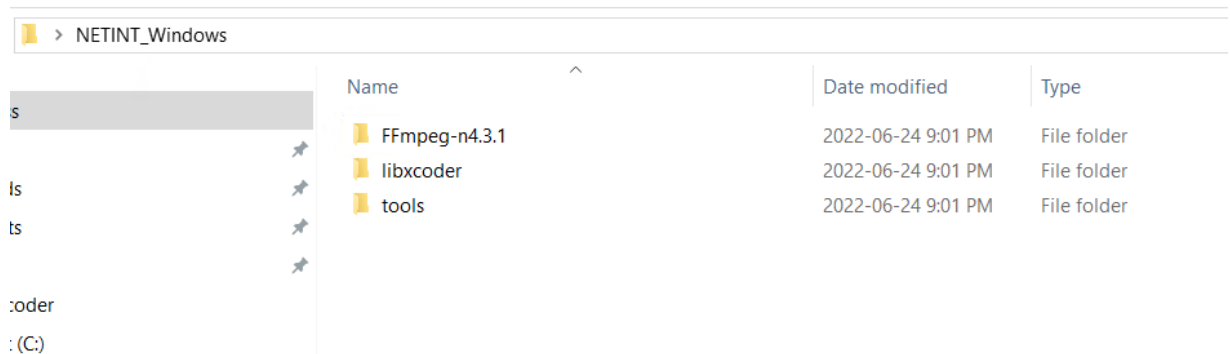 > NETINT_Windows
Name Date modified Type
s
FFmpeg-n4.3.1 2022-06-24 9:01 PM File folder
libxcoder 2022-06-24 9:01 PM File folder
ds
tools 2022-06-24 9:01 PM File folder
ts
coder
(C:)